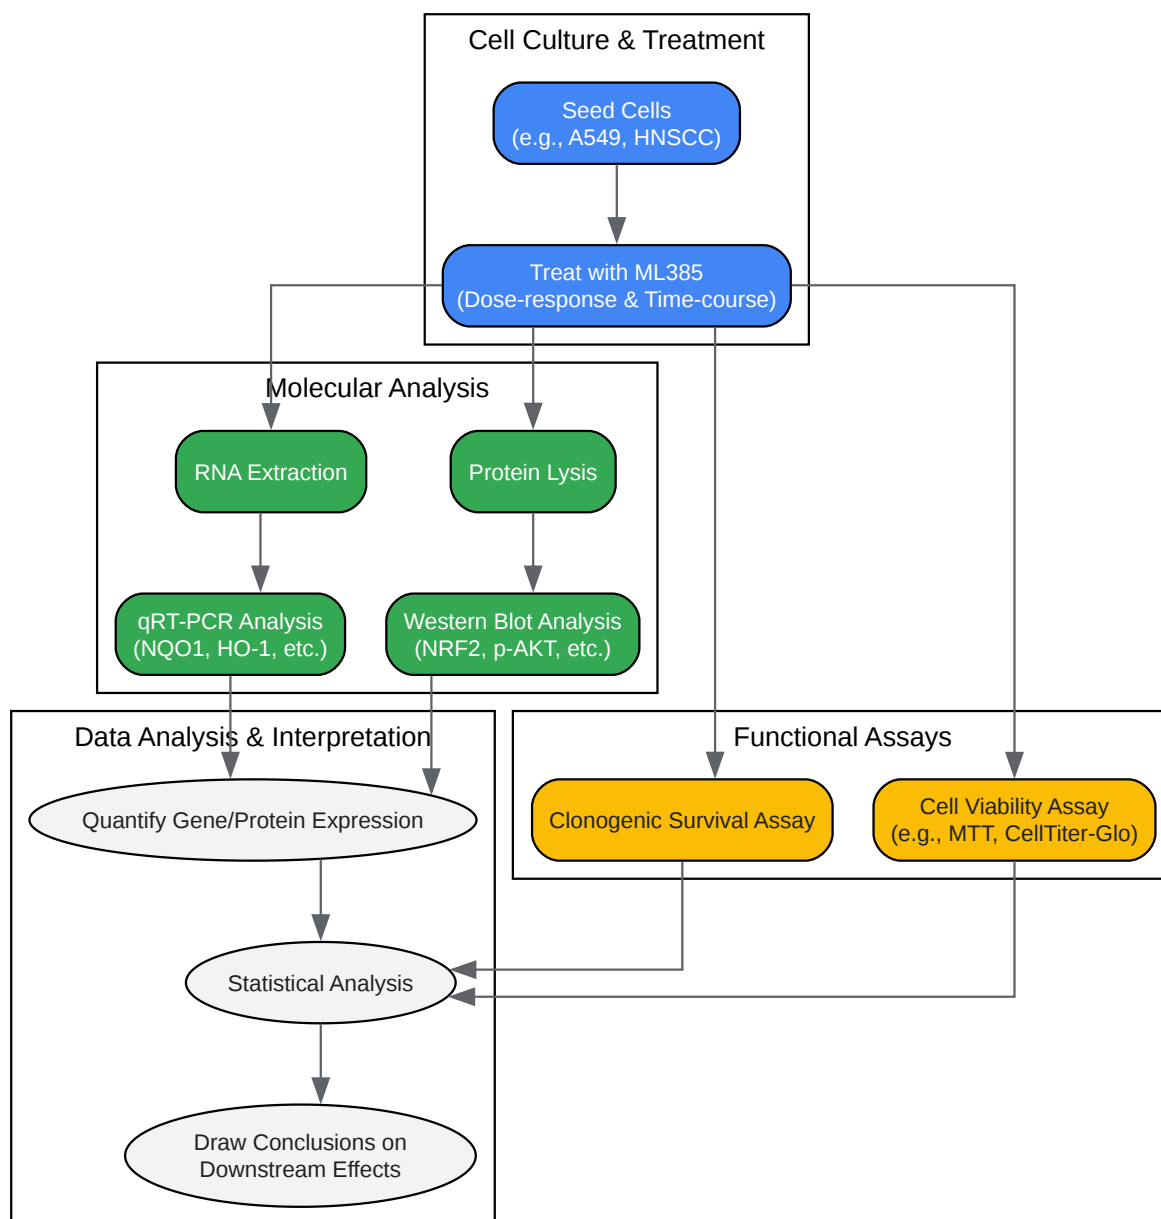 Cell Culture & Treatment
Seed Cells
(e.g., A549, HNSCC)
Treat with ML385
(Dose-response & Time-course)
Molecular Analysis
RNA Extraction
Protein Lysis
qRT-PCR Analysis
(NQO1, HO-1, etc.)
Western Blot Analysis
(NRF2, p-AKT, etc.)
Data Analysis & Interpretation
Functional Assays
Quantify Gene/Protein Expression
Clonogenic Survival Assay
Cell Viability Assay
(e.g., MTT, CellTiter-Glo)
Statistical Analysis
Draw Conclusions on
Downstream Effects